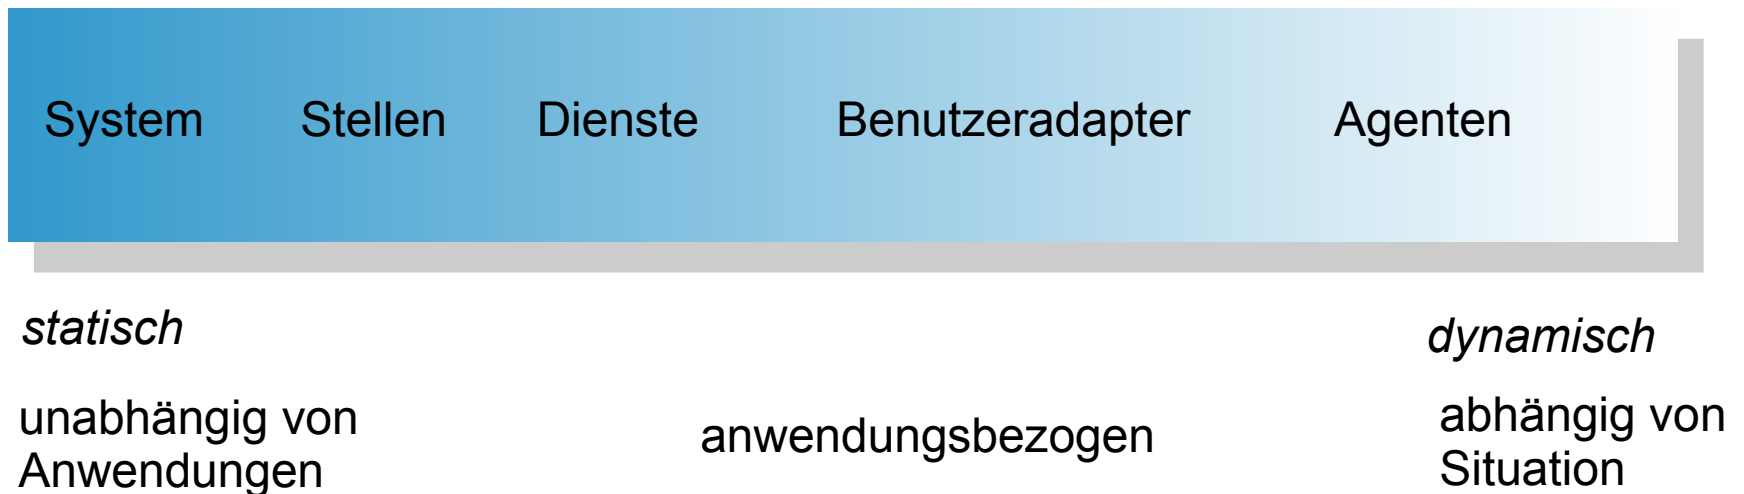 System Stellen Dienste Benutzeradapter Agenten
statisch
dynamisch
unabhängig von
Anwendungen
anwendungsbezogen
abhängig von
Situation